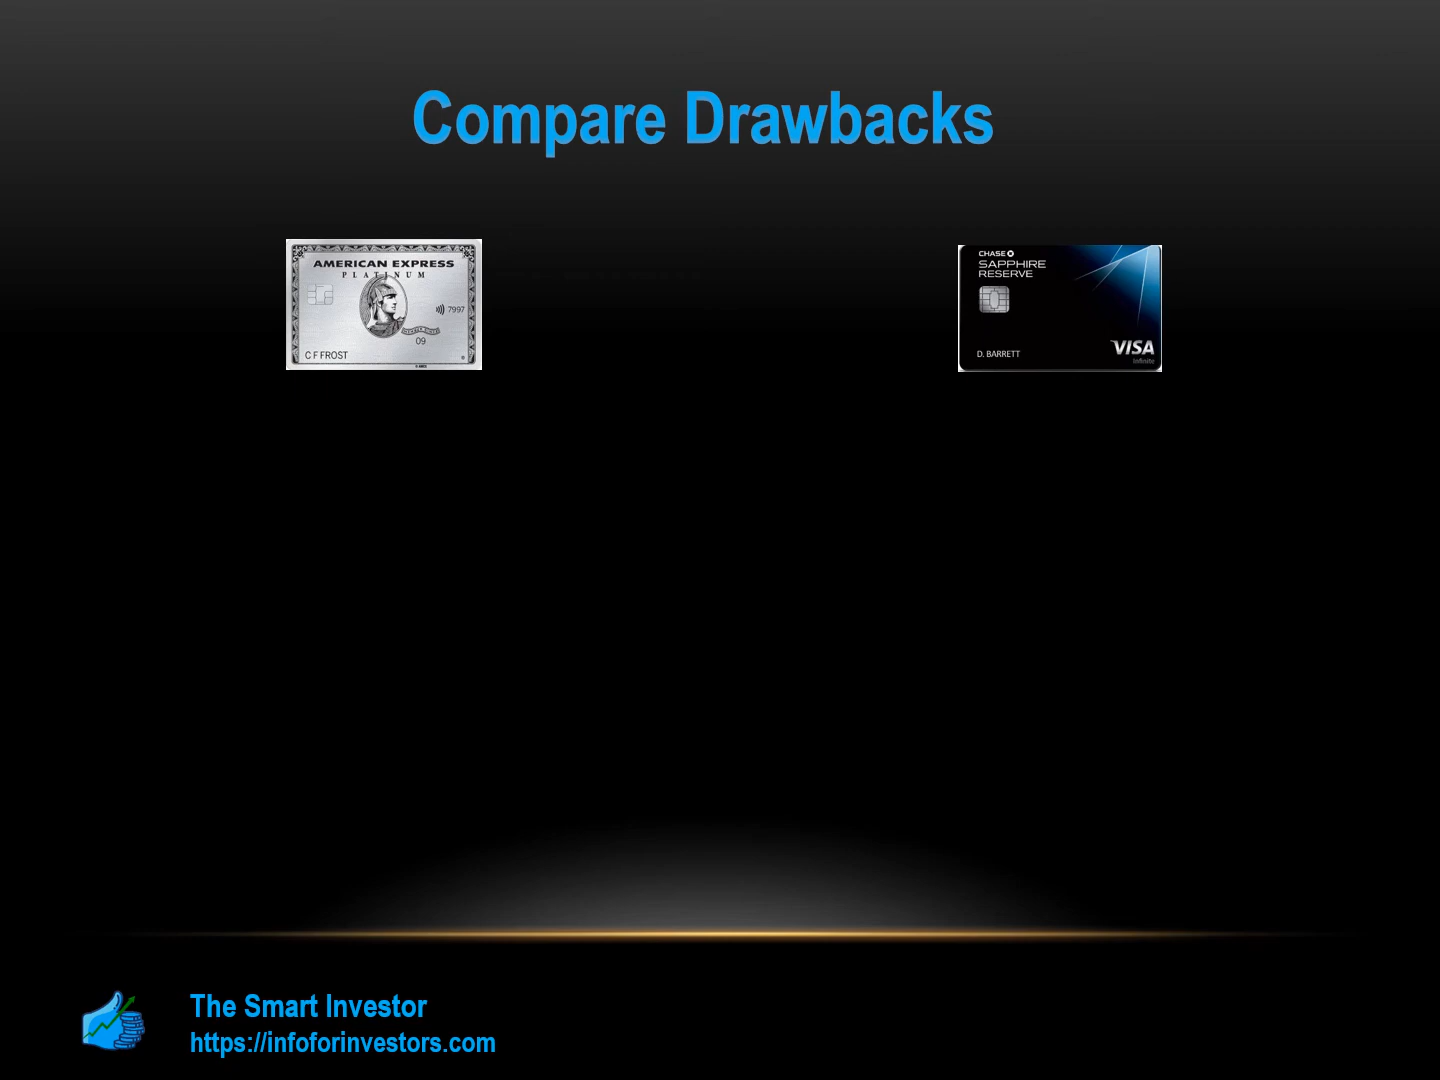 Compare Drawbacks
AMERICAN EXPRESS
PLATINUM
7997
09
C F FROST
CHASE
SAPPHIRE
RESERVE
D. BARRETT
VISA
Infinite
The Smart Investor
https://infoforinvestors.com